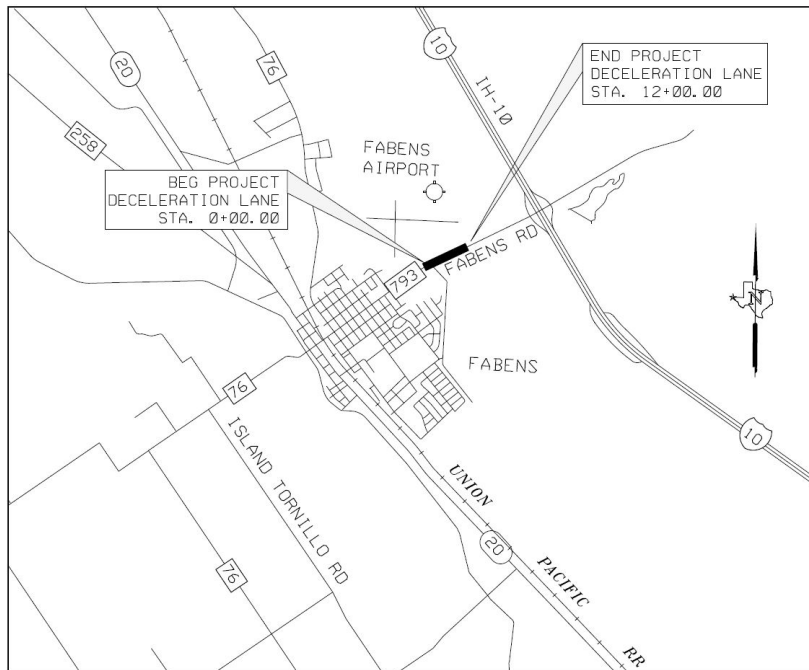 20
76
10
IH-10
END PROJECT
DECELERATION LANE
STA. 12+00.00
258
FABENS
AIRPORT
BEG PROJECT
DECELERATION LANE
STA. 0+00.00
793
FABENS RD
N
FABENS
76
ISLAND TORNILLO RD
10
UNION
PACIFIC
RR
20
76